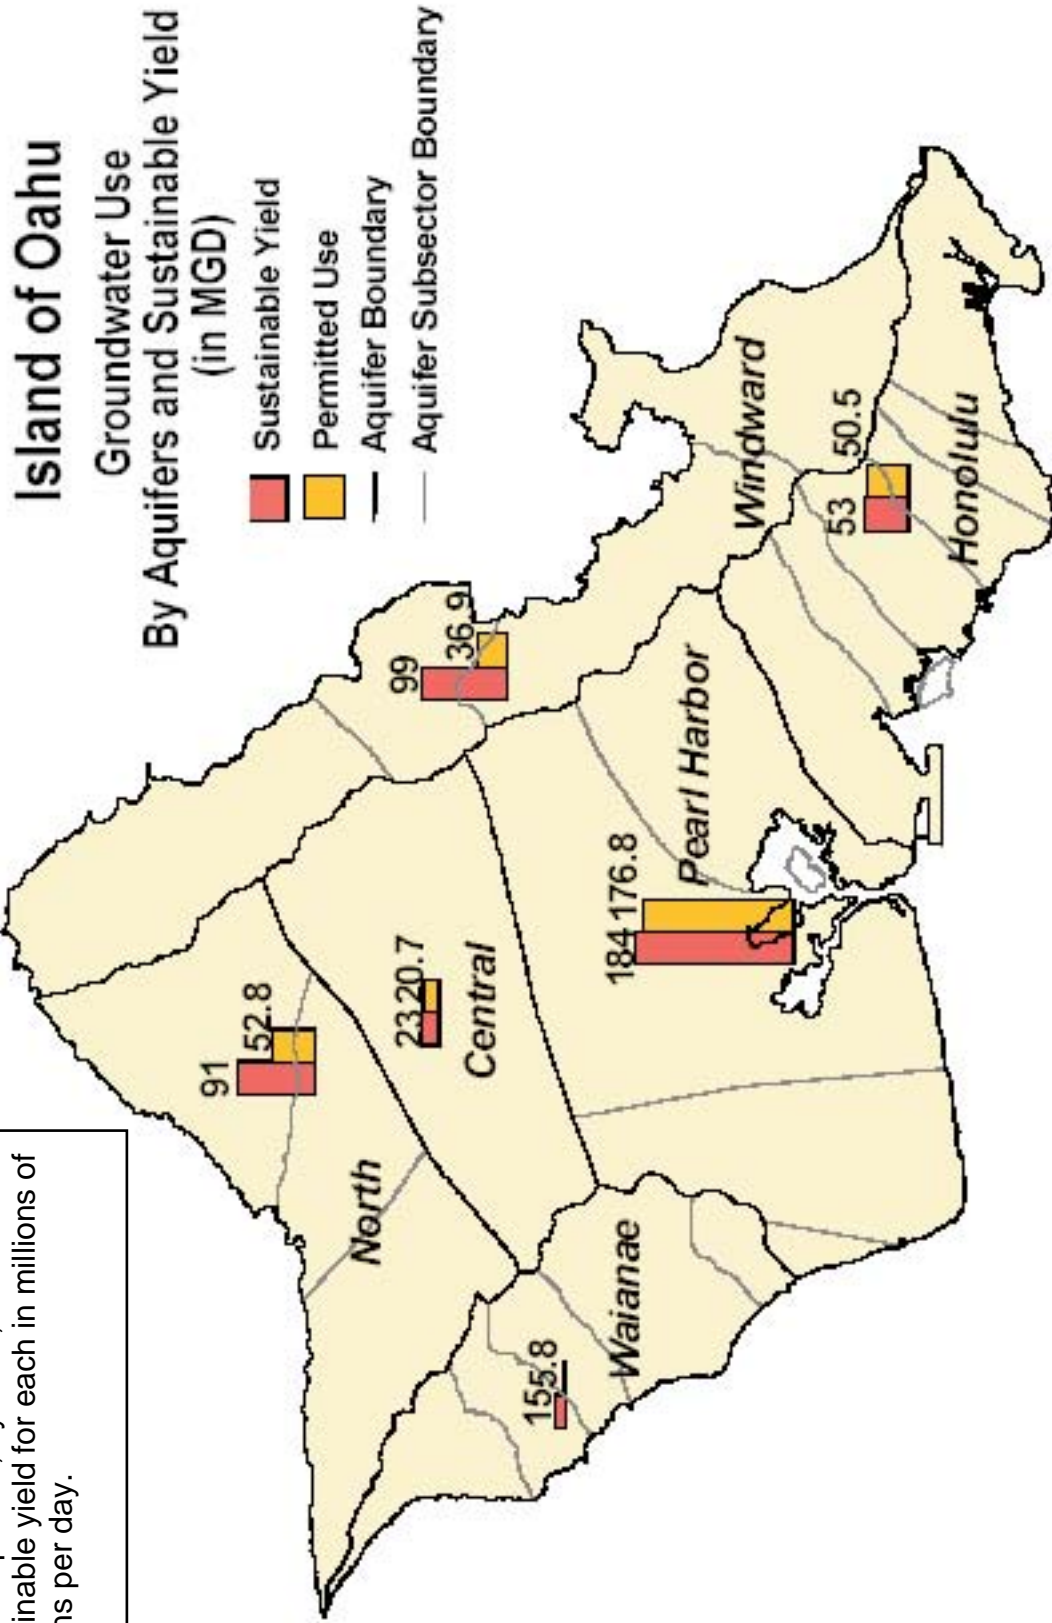 Island of Oahu
Groundwater Use
By Aquifers and Sustainable Yield
(in MGD)
Sustainable Yield
Permitted Use
Aquifer Boundary
Aquifer Subsector Boundary
inable yield for each in millions of
ns per day.
91
52.8
North
99
36.9
Windward
23
20.7
Central
184
176.8
Pearl Harbor
53
50.5
Honolulu
15
5.8
Waianae